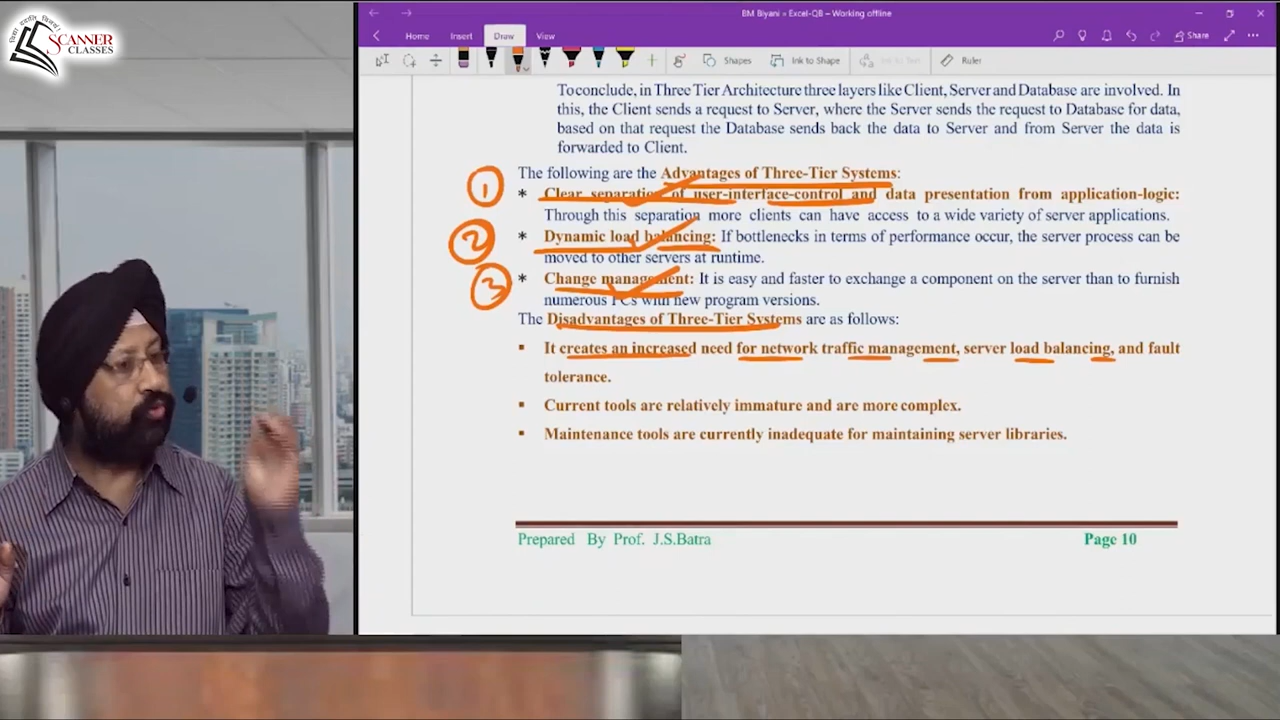 SCANNER
CLASSES
BM Biyani » Excel-QB – Working offline
Home Insert Draw View
Share
Shapes Ink to Shape Ink to Text Ruler
To conclude, in Three Tier Architecture three layers like Client, Server and Database are involved. In
this, the Client sends a request to Server, where the Server sends the request to Database for data,
based on that request the Database sends back the data to Server and from Server the data is
forwarded to Client.
The following are the Advantages of Three-Tier Systems:
1 * Clear separation of user-interface-control and data presentation from application-logic:
Through this separation more clients can have access to a wide variety of server applications.
2 * Dynamic load balancing: If bottlenecks in terms of performance occur, the server process can be
moved to other servers at runtime.
3 * Change management: It is easy and faster to exchange a component on the server than to furnish
numerous PCs with new program versions.
The Disadvantages of Three-Tier Systems are as follows:
▪ It creates an increased need for network traffic management, server load balancing, and fault
tolerance.
▪ Current tools are relatively immature and are more complex.
▪ Maintenance tools are currently inadequate for maintaining server libraries.
Prepared By Prof. J.S.Batra Page 10